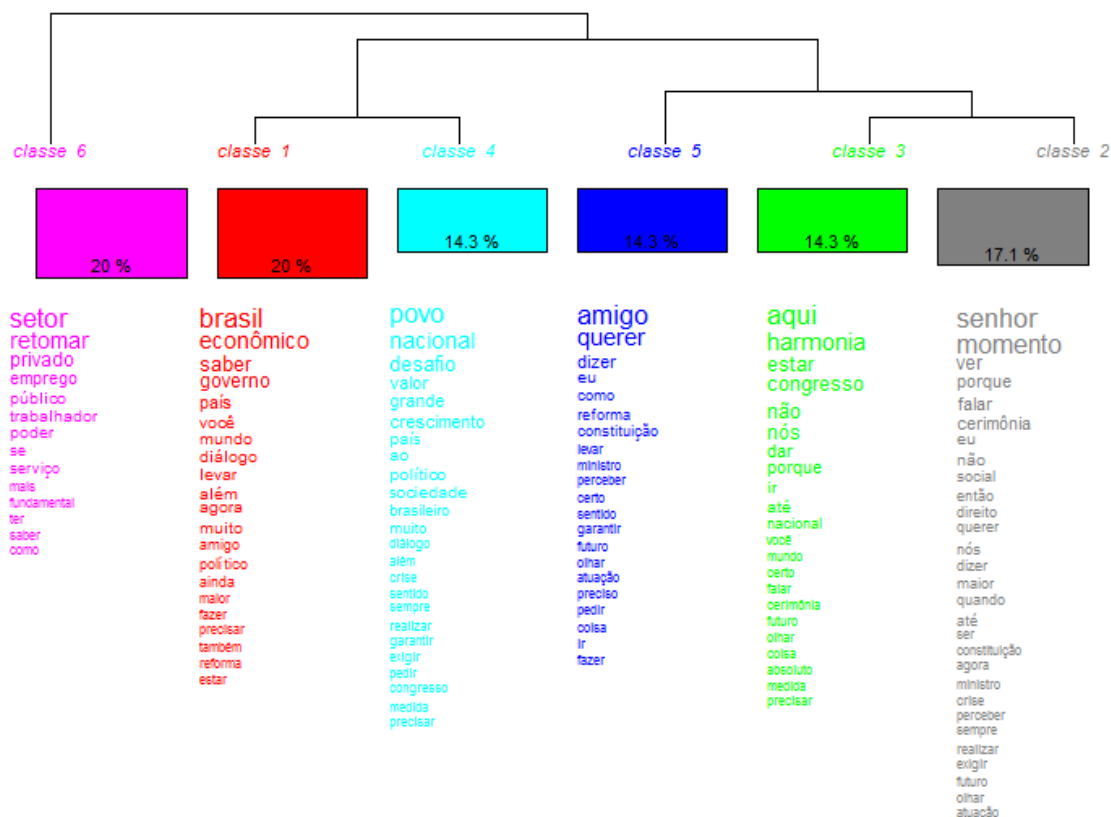 classe 6
classe 1
classe 4
classe 5
classe 3
classe 2
20 %
20 %
14.3 %
14.3 %
14.3 %
17.1 %
setor
retomar
privado
emprego
público
trabalhador
poder
se
serviço
mais
fundamental
ter
saber
como
brasil
econômico
saber
governo
país
você
mundo
diálogo
levar
além
agora
muito
amigo
político
ainda
maior
fazer
precisar
também
reforma
estar
povo
nacional
desafio
valor
grande
crescimento
país
ao
político
sociedade
brasileiro
muito
diálogo
além
crise
sentido
sempre
realizar
garantir
exigir
pedir
congresso
medida
precisar
amigo
querer
dizer
eu
como
reforma
constituição
levar
ministro
perceber
certo
sentido
garantir
futuro
olhar
atuação
preciso
pedir
coisa
ir
fazer
aqui
harmonia
estar
congresso
não
nós
dar
porque
ir
até
nacional
você
mundo
certo
falar
cerimônia
futuro
olhar
coisa
absoluto
medida
precisar
senhor
momento
ver
porque
falar
cerimônia
eu
não
social
então
direito
querer
nós
dizer
maior
quando
até
ser
constituição
agora
ministro
crise
perceber
sempre
realizar
exigir
futuro
olhar
atuação